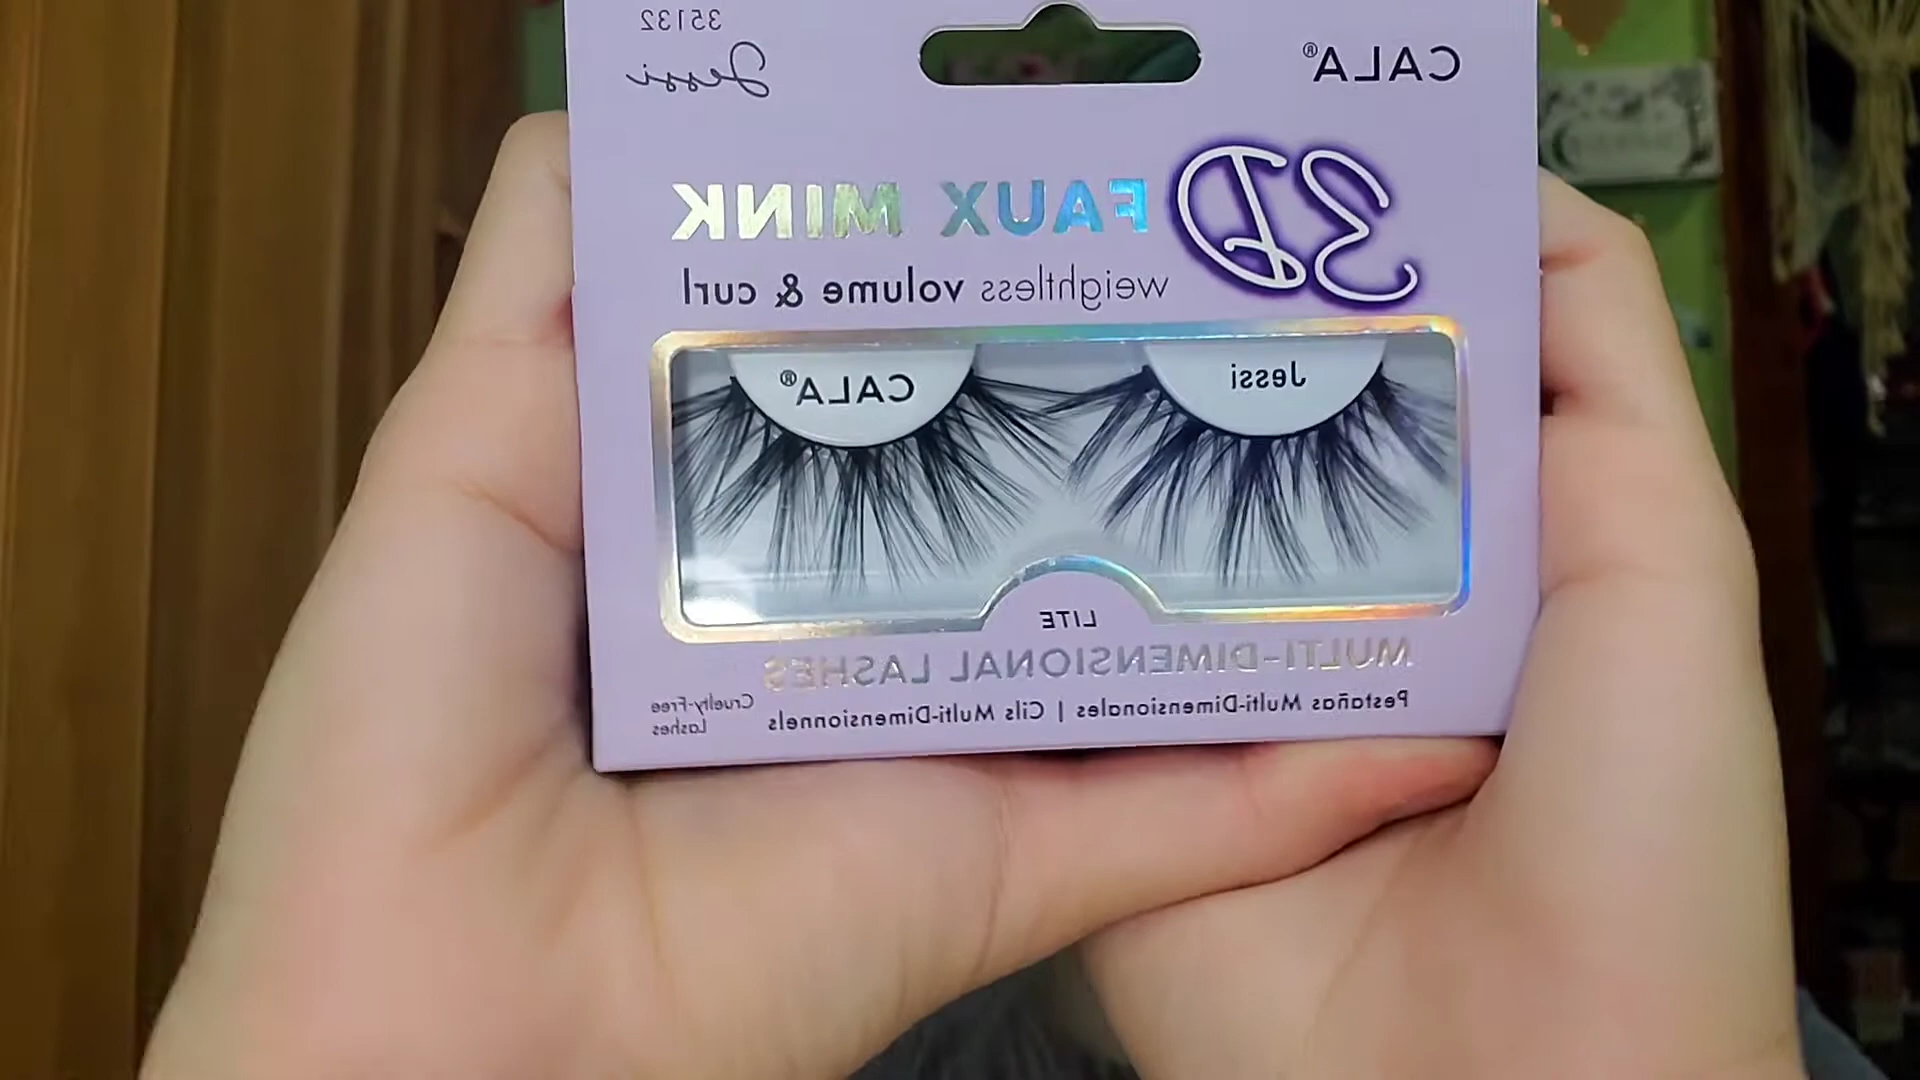 CALA®
35132
Jessi
3D FAUX MINK
weightless volume & curl
Jessi
CALA®
LITE
MULTI-DIMENSIONAL LASHES
Pestañas Multi-Dimensionales | Cils Multi-Dimensionnels
Cruelty-Free
Lashes